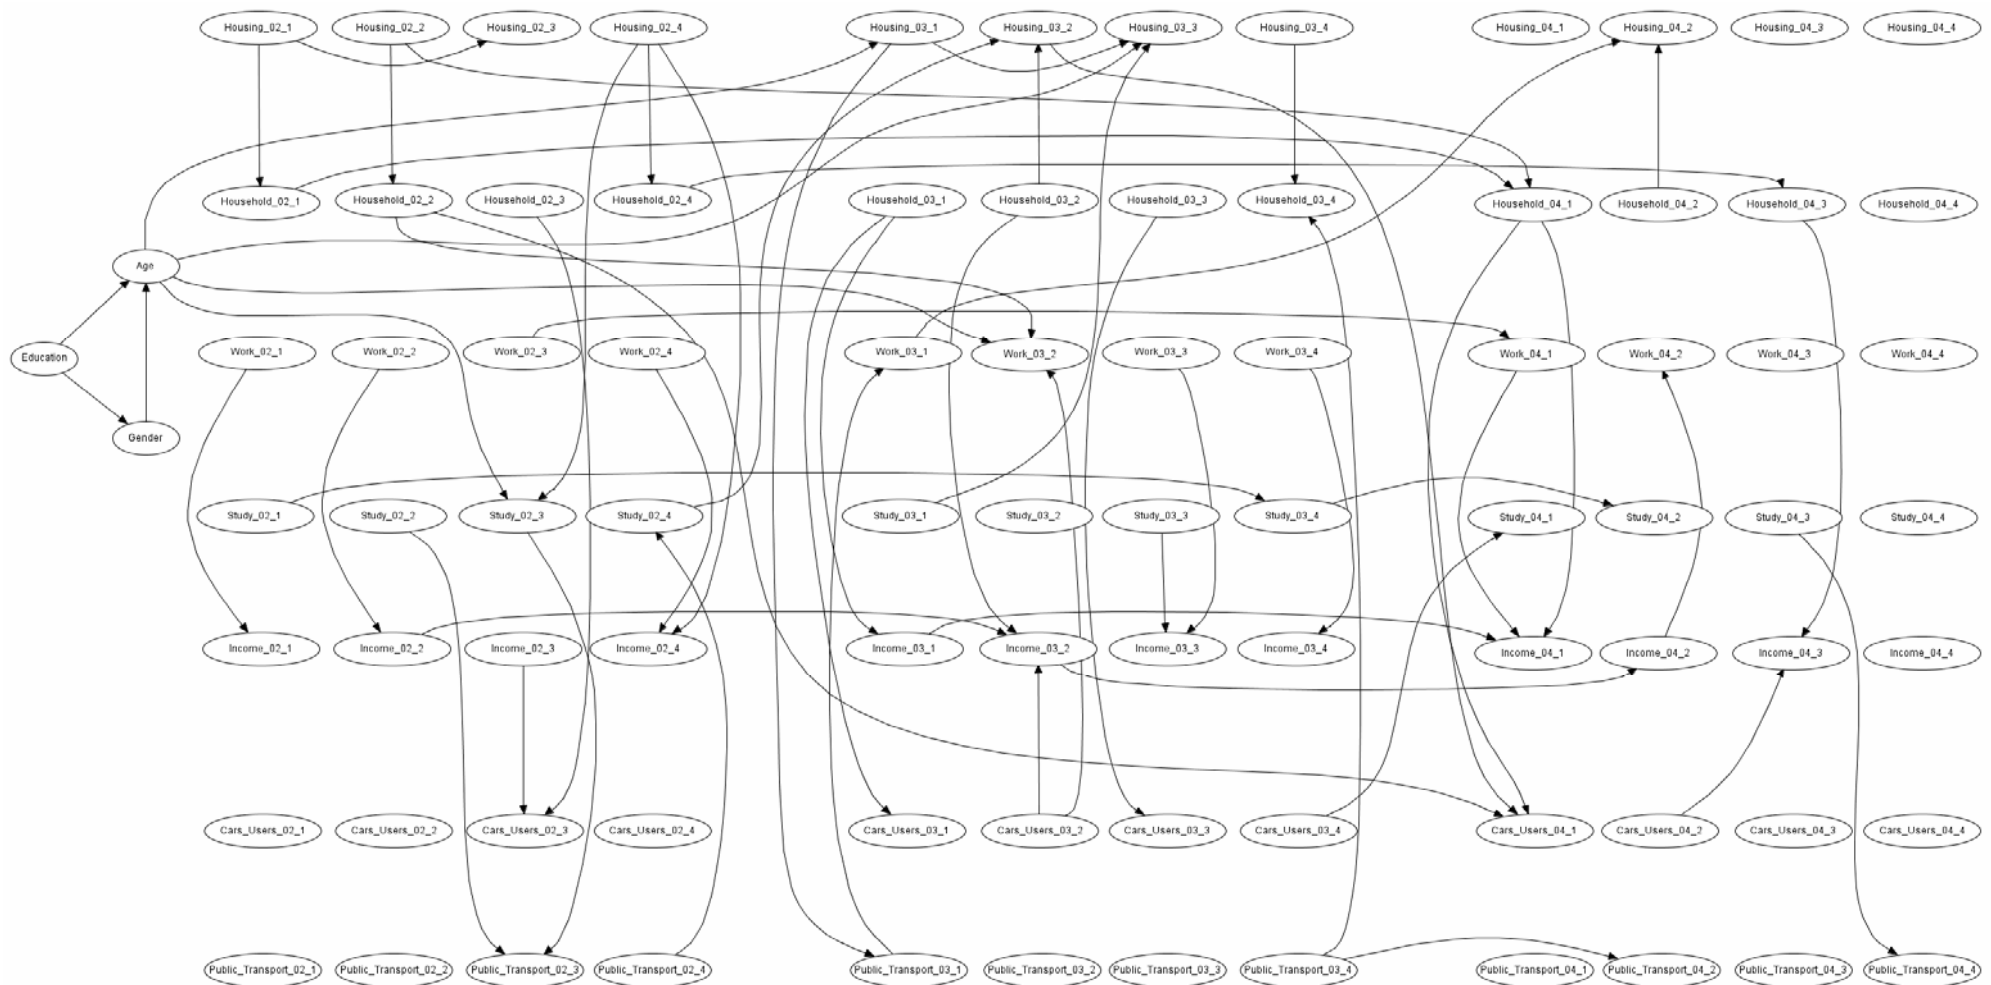 Housing_02_1 Housing_02_2 Housing_02_3 Housing_02_4 Housing_03_1 Housing_03_2 Housing_03_3 Housing_03_4 Housing_04_1 Housing_04_2 Housing_04_3 Housing_04_4
Household_02_1 Household_02_2 Household_02_3 Household_02_4 Household_03_1 Household_03_2 Household_03_3 Household_03_4 Household_04_1 Household_04_2 Household_04_3 Household_04_4
Age
Education
Work_02_1 Work_02_2 Work_02_3 Work_02_4 Work_03_1 Work_03_2 Work_03_3 Work_03_4 Work_04_1 Work_04_2 Work_04_3 Work_04_4
Gender
Study_02_1 Study_02_2 Study_02_3 Study_02_4 Study_03_1 Study_03_2 Study_03_3 Study_03_4 Study_04_1 Study_04_2 Study_04_3 Study_04_4
Income_02_1 Income_02_2 Income_02_3 Income_02_4 Income_03_1 Income_03_2 Income_03_3 Income_03_4 Income_04_1 Income_04_2 Income_04_3 Income_04_4
Cars_Users_02_1 Cars_Users_02_2 Cars_Users_02_3 Cars_Users_02_4 Cars_Users_03_1 Cars_Users_03_2 Cars_Users_03_3 Cars_Users_03_4 Cars_Users_04_1 Cars_Users_04_2 Cars_Users_04_3 Cars_Users_04_4
Public_Transport_02_1 Public_Transport_02_2 Public_Transport_02_3 Public_Transport_02_4 Public_Transport_03_1 Public_Transport_03_2 Public_Transport_03_3 Public_Transport_03_4 Public_Transport_04_1 Public_Transport_04_2 Public_Transport_04_3 Public_Transport_04_4